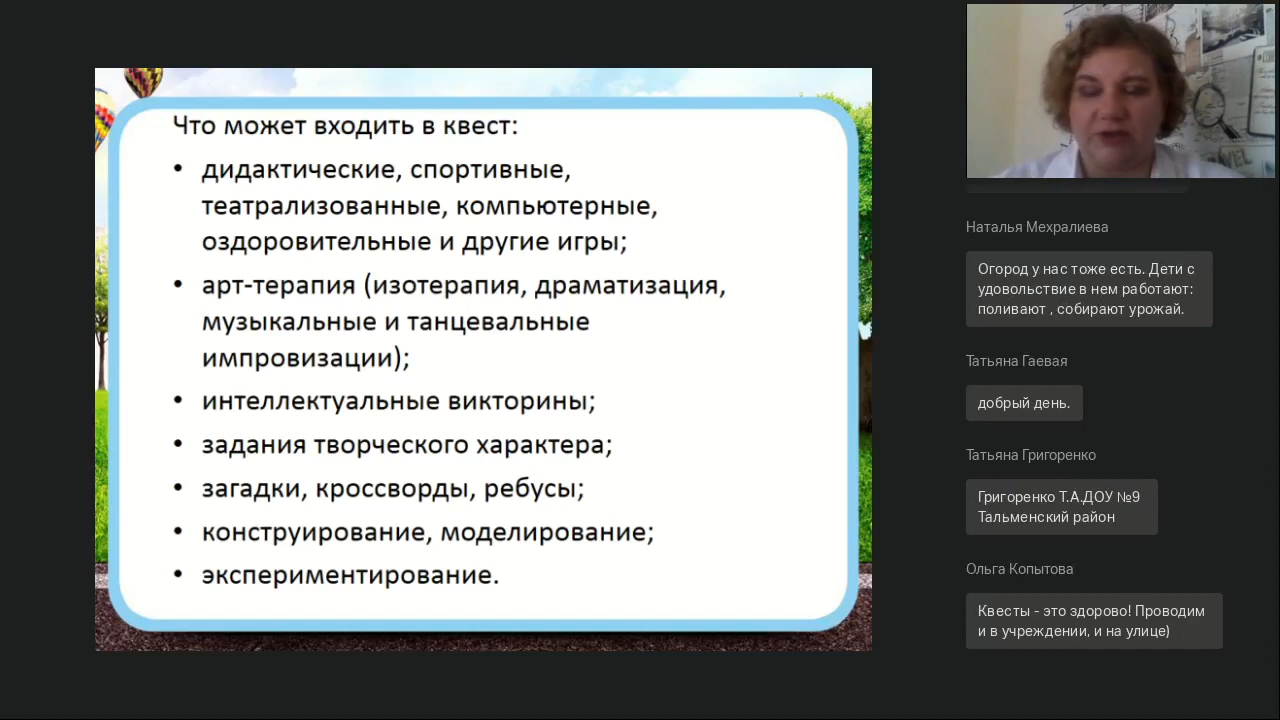 Что может входить в квест:
• дидактические, спортивные,
театрализованные, компьютерные,
оздоровительные и другие игры;
• арт-терапия (изотерапия, драматизация,
музыкальные и танцевальные
импровизации);
• интеллектуальные викторины;
• задания творческого характера;
• загадки, кроссворды, ребусы;
• конструирование, моделирование;
• экспериментирование.
Наталья Мехралиева
Огород у нас тоже есть. Дети с
удовольствие в нем работают:
поливают , собирают урожай.
Татьяна Гаевая
добрый день.
Татьяна Григоренко
Григоренко Т.А.ДОУ №9
Тальменский район
Ольга Копытова
Квесты - это здорово! Проводим
и в учреждении, и на улице)